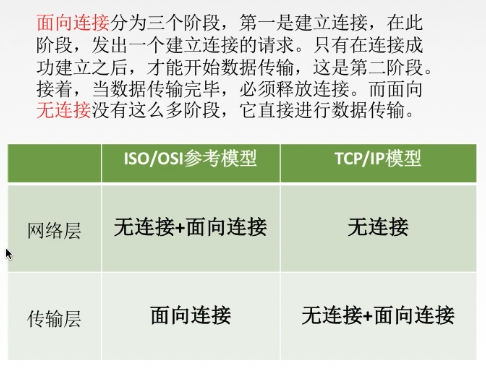 面向连接分为三个阶段，第一是建立连接，在此
阶段，发出一个建立连接的请求。只有在连接成
功建立之后，才能开始数据传输，这是第二阶段。
接着，当数据传输完毕，必须释放连接。而面向
无连接没有这么多阶段，它直接进行数据传输。
ISO/OSI参考模型 TCP/IP模型
网络层 无连接+面向连接 无连接
传输层 面向连接 无连接+面向连接